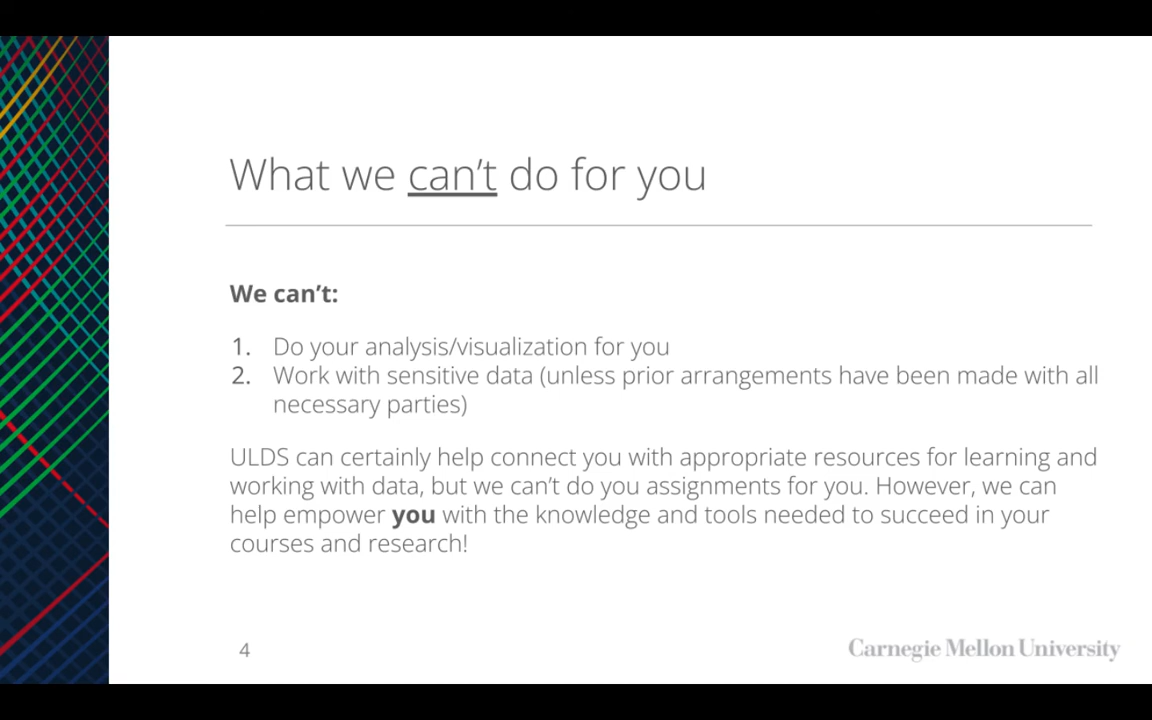 What we can't do for you
We can't:
1. Do your analysis/visualization for you
2. Work with sensitive data (unless prior arrangements have been made with all
necessary parties)
ULDS can certainly help connect you with appropriate resources for learning and
working with data, but we can't do you assignments for you. However, we can
help empower you with the knowledge and tools needed to succeed in your
courses and research!
4
Carnegie Mellon University